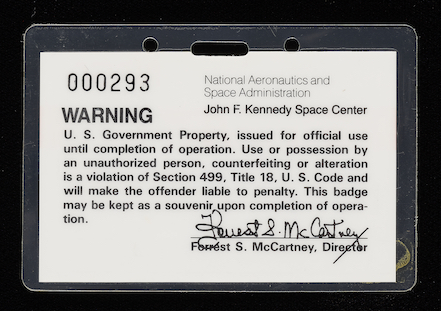 000293
National Aeronautics and
Space Administration
John F. Kennedy Space Center
WARNING
U. S. Government Property, issued for official use
until completion of operation. Use or possession by
an unauthorized person, counterfeiting or alteration
is a violation of Section 499, Title 18, U. S. Code and
will make the offender liable to penalty. This badge
may be kept as a souvenir upon completion of opera-
tion.
Forrest S. McCartney
Forrest S. McCartney, Director